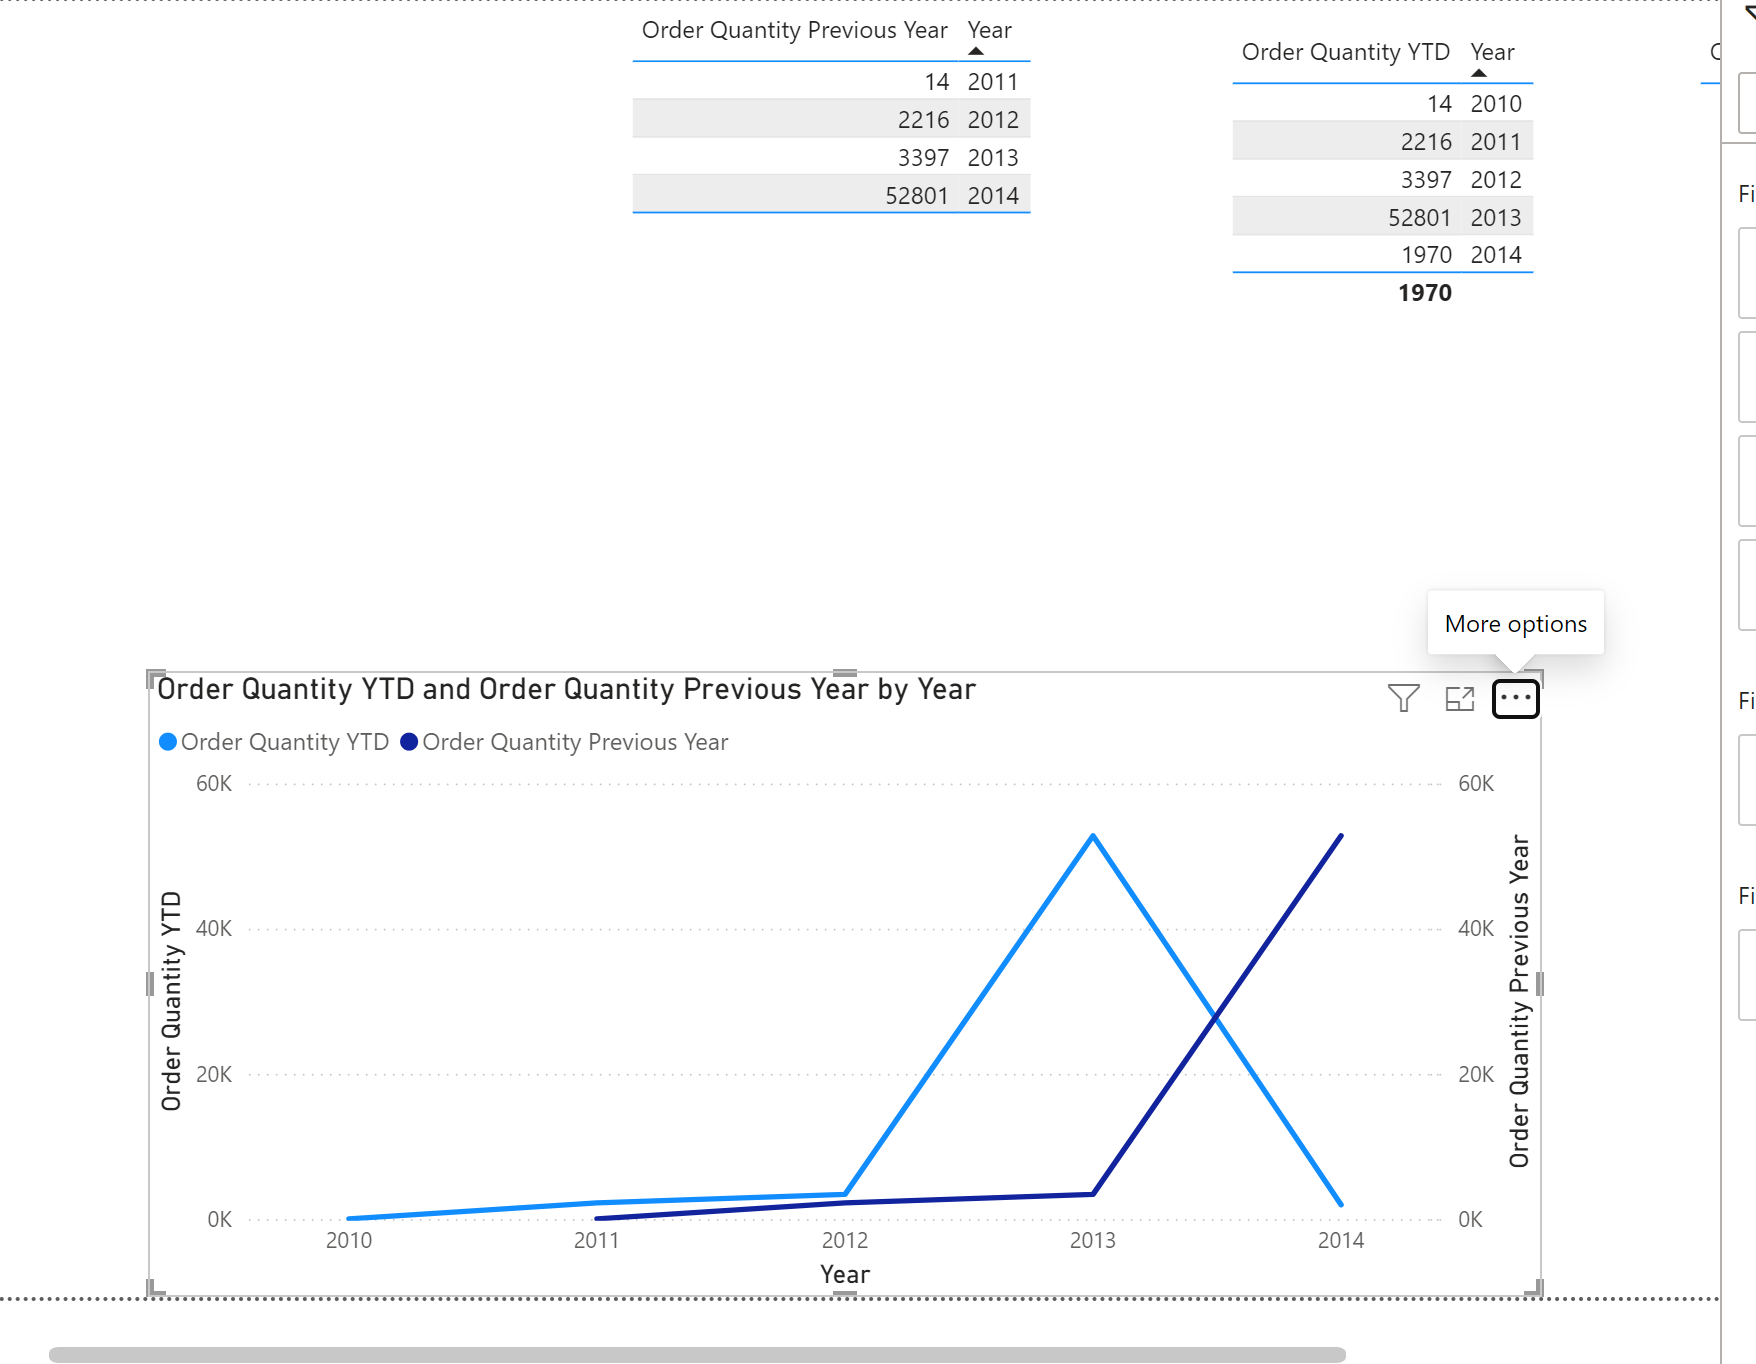 Order Quantity Previous Year Year
14 2011
2216 2012
3397 2013
52801 2014
Order Quantity YTD Year
14 2010
2216 2011
3397 2012
52801 2013
1970 2014
1970
Fi
More options
Order Quantity YTD and Order Quantity Previous Year by Year
Order Quantity YTD Order Quantity Previous Year
60K 60K
40K 40K
20K 20K
0K 0K
Order Quantity YTD
Order Quantity Previous Year
2010 2011 2012 2013 2014
Year
Fi
Fi